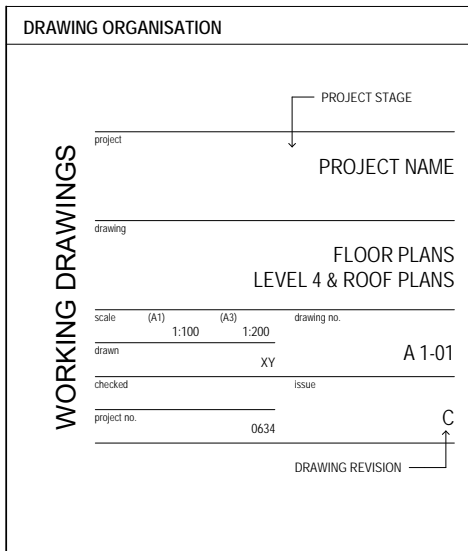 DRAWING ORGANISATION
PROJECT STAGE
WORKING DRAWINGS
project
PROJECT NAME
drawing
FLOOR PLANS
LEVEL 4 & ROOF PLANS
scale (A1) (A3) drawing no.
1:100 1:200
drawn
XY
A 1-01
checked issue
project no.
0634
C
DRAWING REVISION